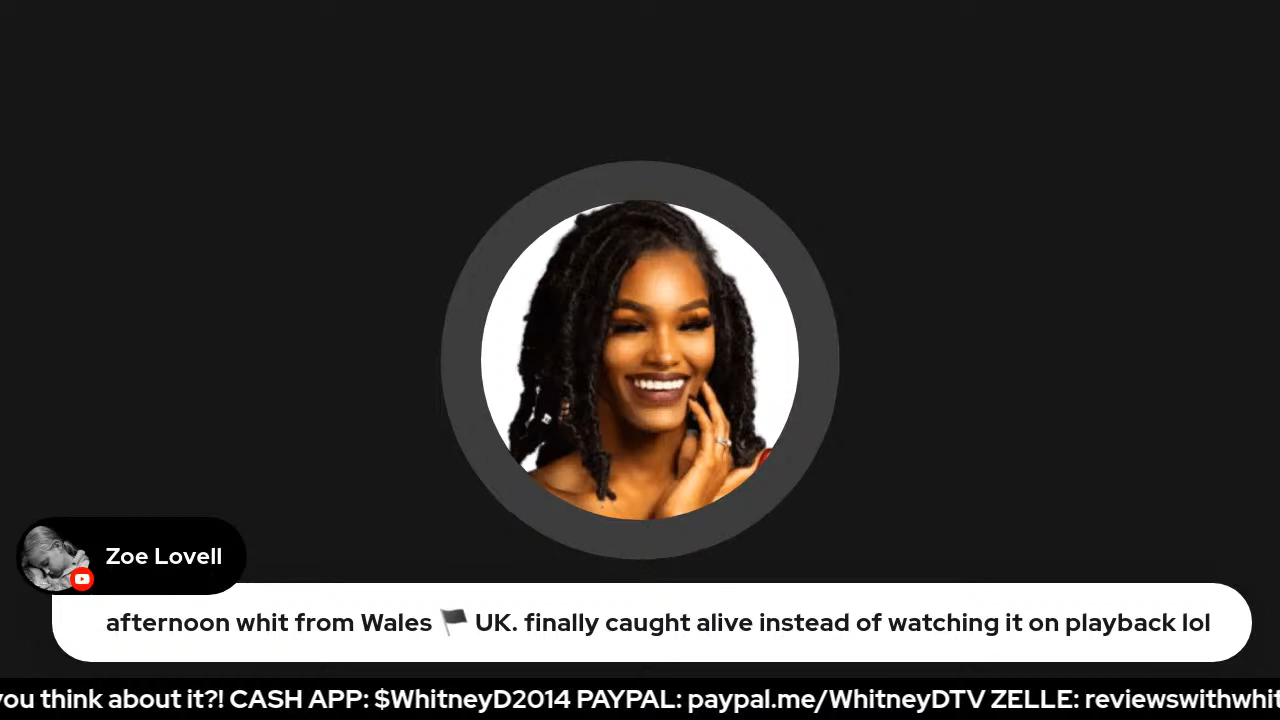 Zoe Lovell
afternoon whit from Wales 🏴 UK. finally caught alive instead of watching it on playback lol
you think about it?! CASH APP: $WhitneyD2014 PAYPAL: paypal.me/WhitneyDTV ZELLE: reviewswithwhit